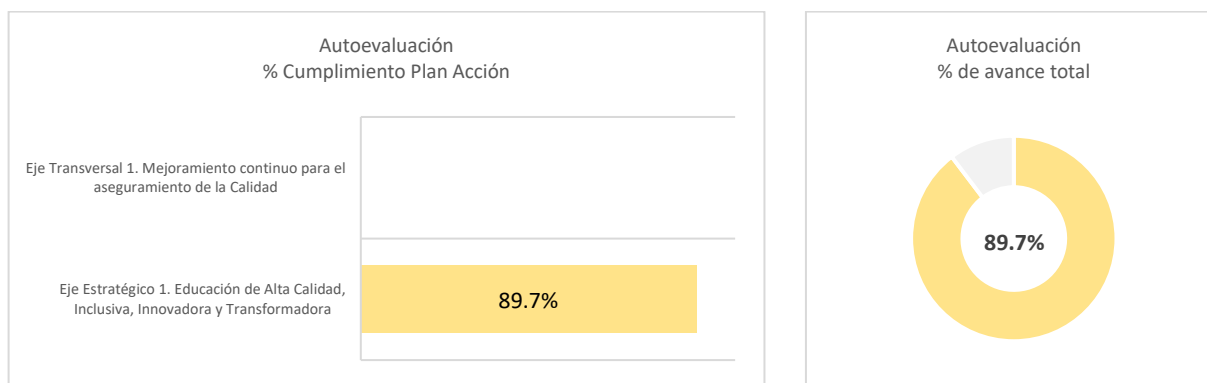 Autoevaluación
% Cumplimiento Plan Acción
Eje Transversal 1. Mejoramiento continuo para el
aseguramiento de la Calidad
Eje Estratégico 1. Educación de Alta Calidad,
Inclusiva, Innovadora y Transformadora
89.7%
Autoevaluación
% de avance total
89.7%